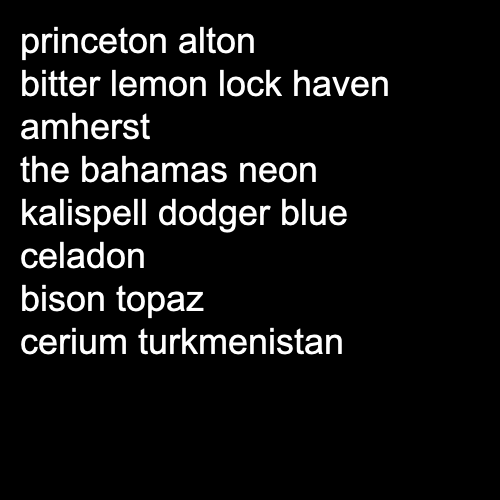 princeton alton
bitter lemon lock haven
amherst
the bahamas neon
kalispell dodger blue
celadon
bison topaz
cerium turkmenistan